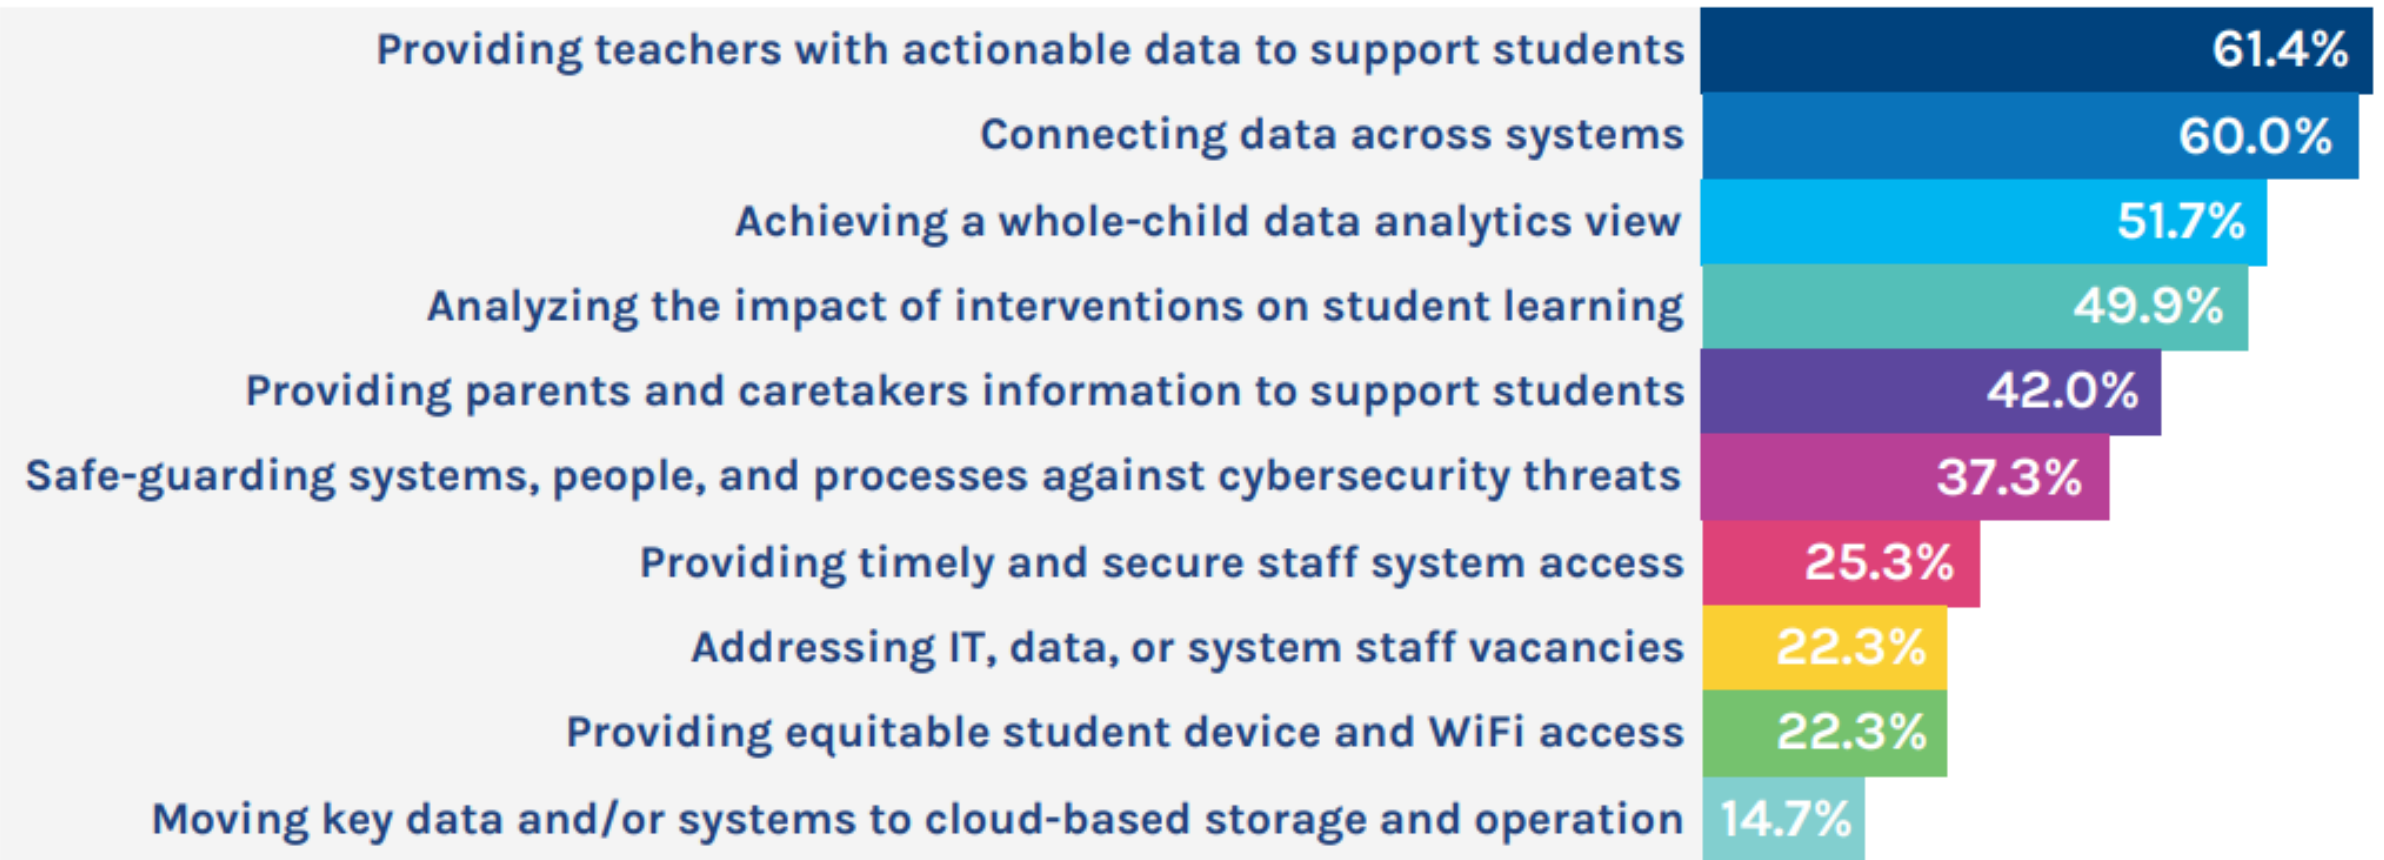 Providing teachers with actionable data to support students 61.4%
Connecting data across systems 60.0%
Achieving a whole-child data analytics view 51.7%
Analyzing the impact of interventions on student learning 49.9%
Providing parents and caretakers information to support students 42.0%
Safe-guarding systems, people, and processes against cybersecurity threats 37.3%
Providing timely and secure staff system access 25.3%
Addressing IT, data, or system staff vacancies 22.3%
Providing equitable student device and WiFi access 22.3%
Moving key data and/or systems to cloud-based storage and operation 14.7%